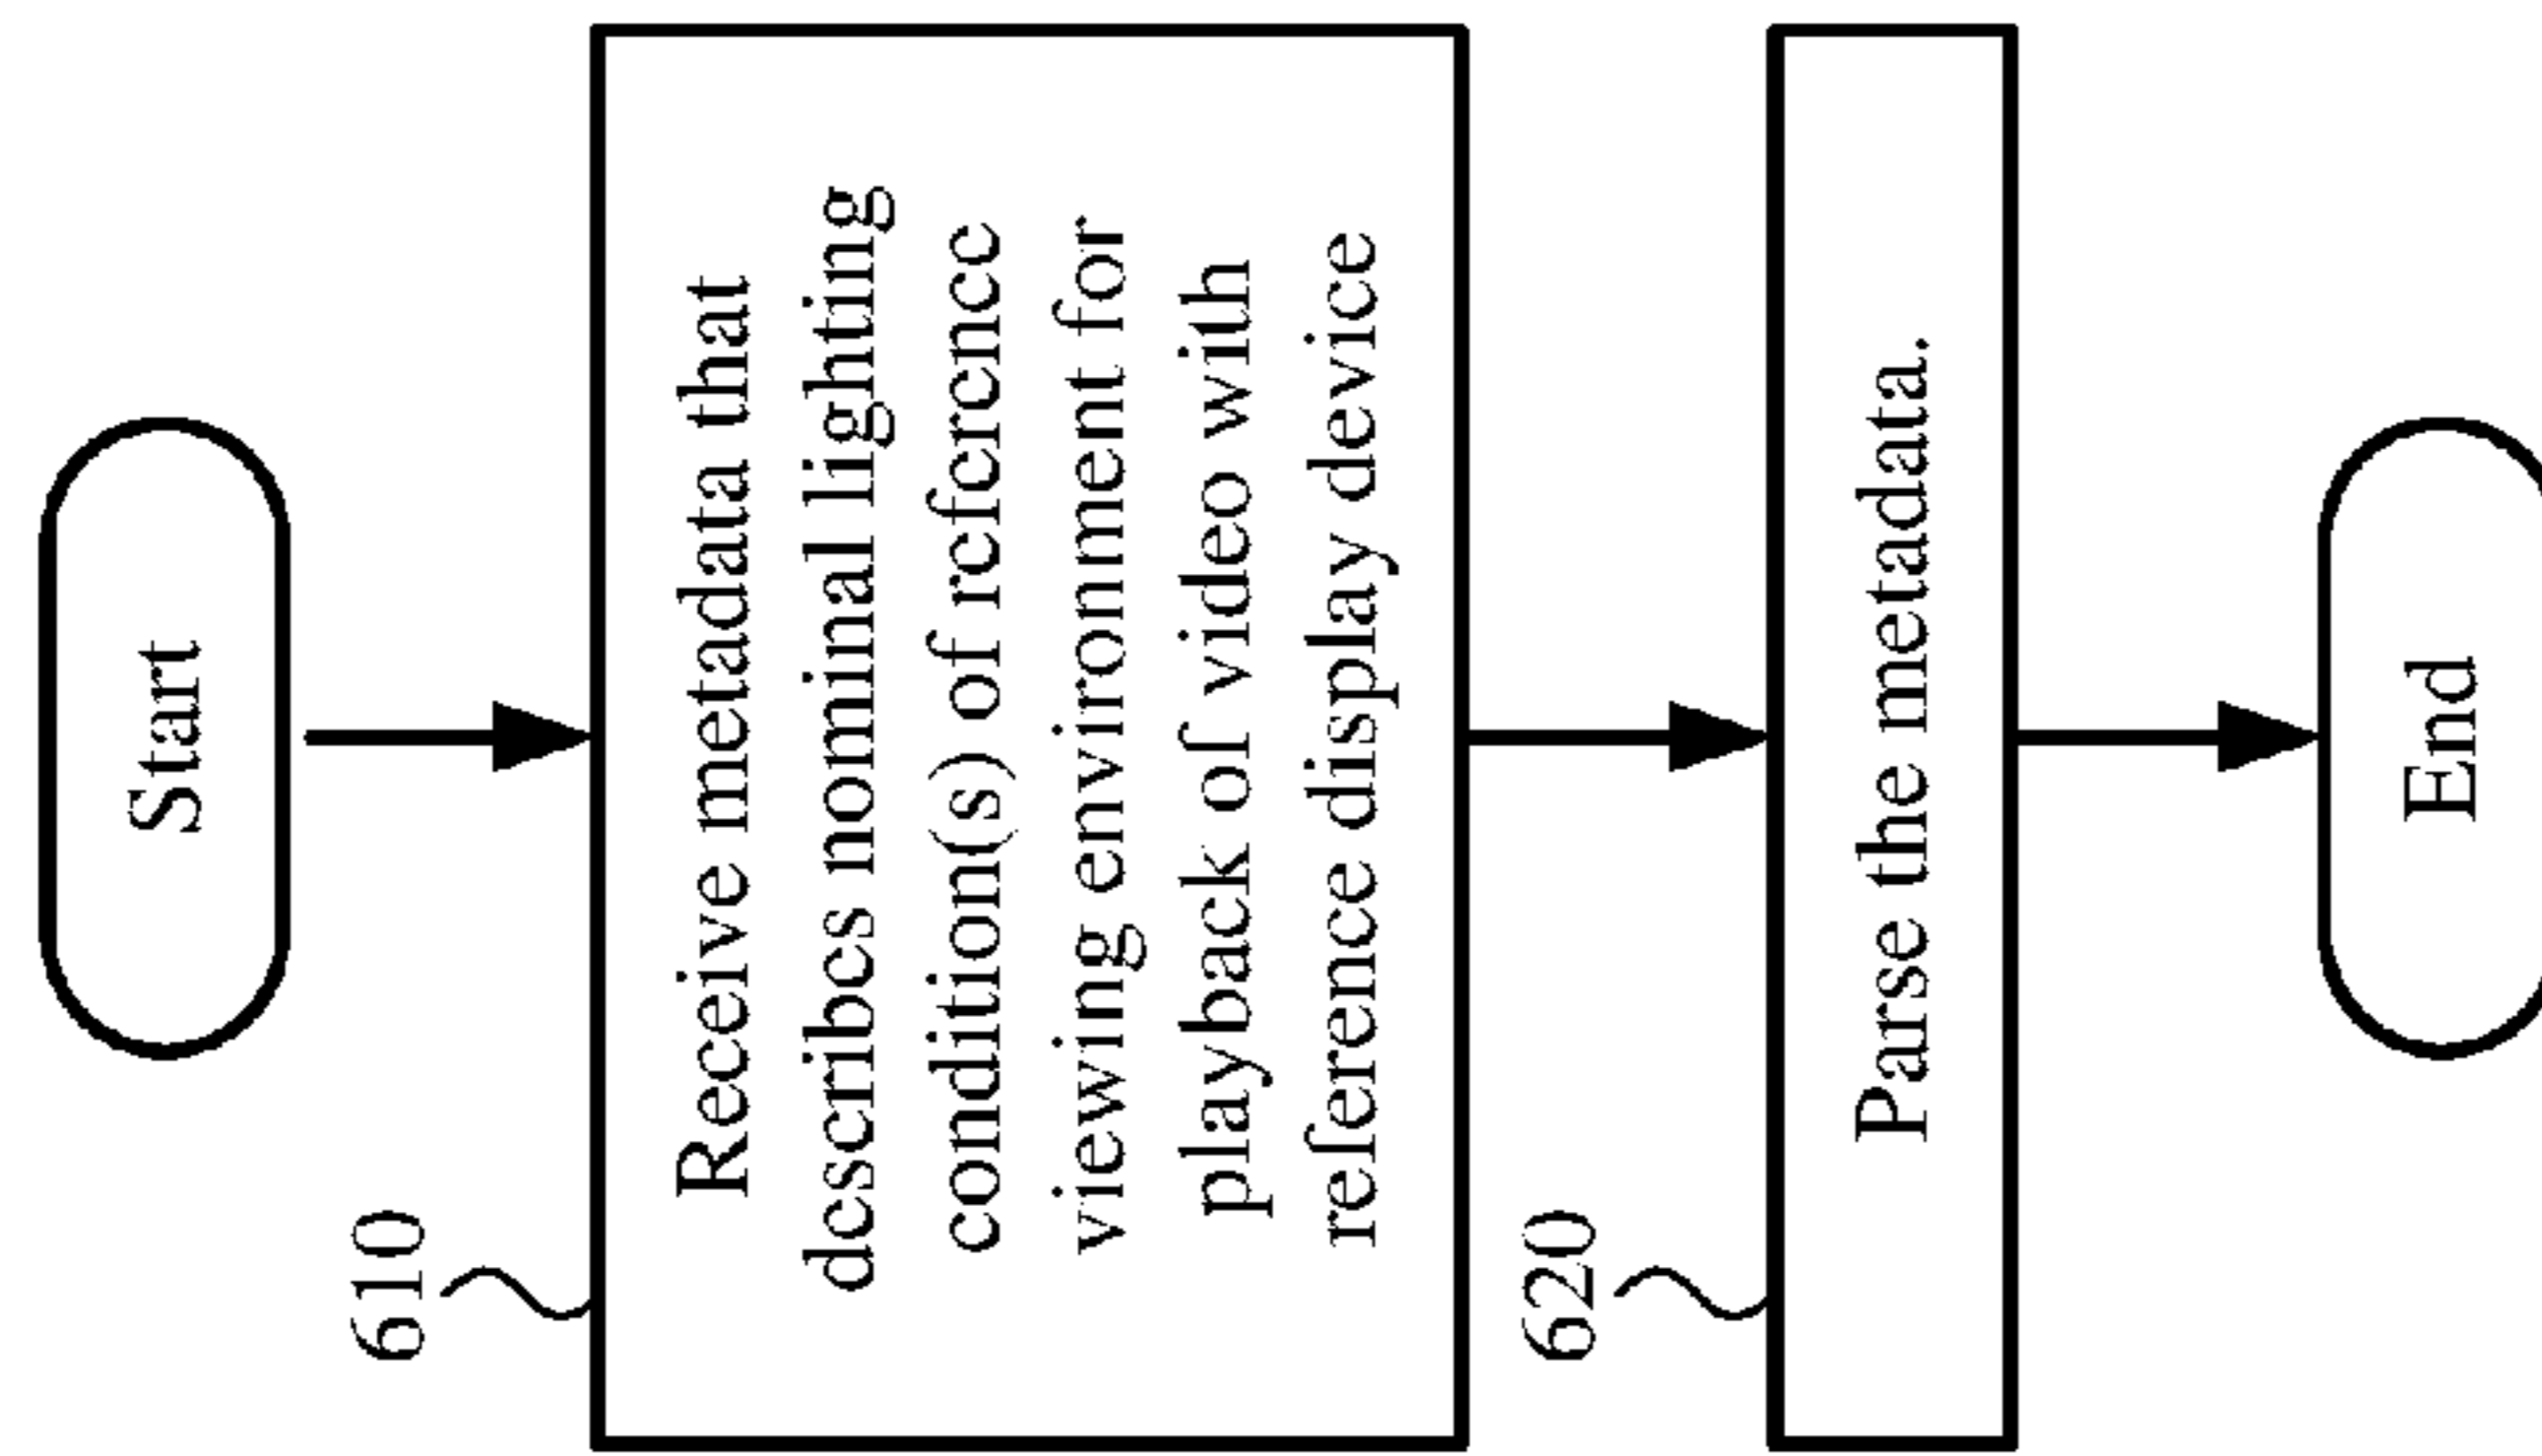 Start
610
Receive metadata that
describes nominal lighting
condition(s) of reference
viewing environment for
playback of video with
reference display device
620
Parse the metadata.
End